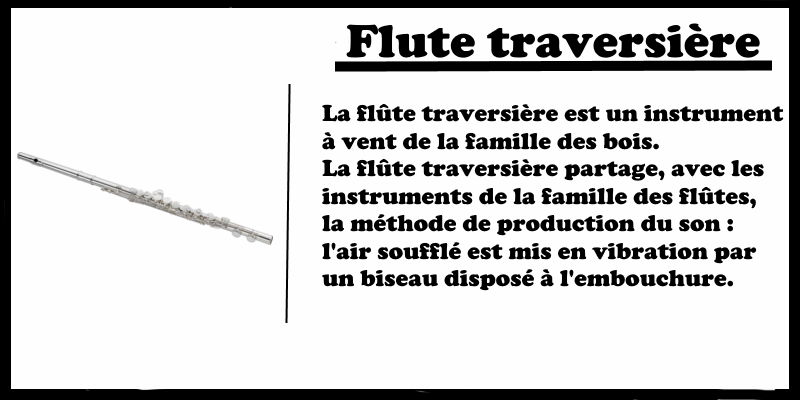 Flute traversière
La flûte traversière est un instrument
à vent de la famille des bois.
La flûte traversière partage, avec les
instruments de la famille des flûtes,
la méthode de production du son :
l'air soufflé est mis en vibration par
un biseau disposé à l'embouchure.